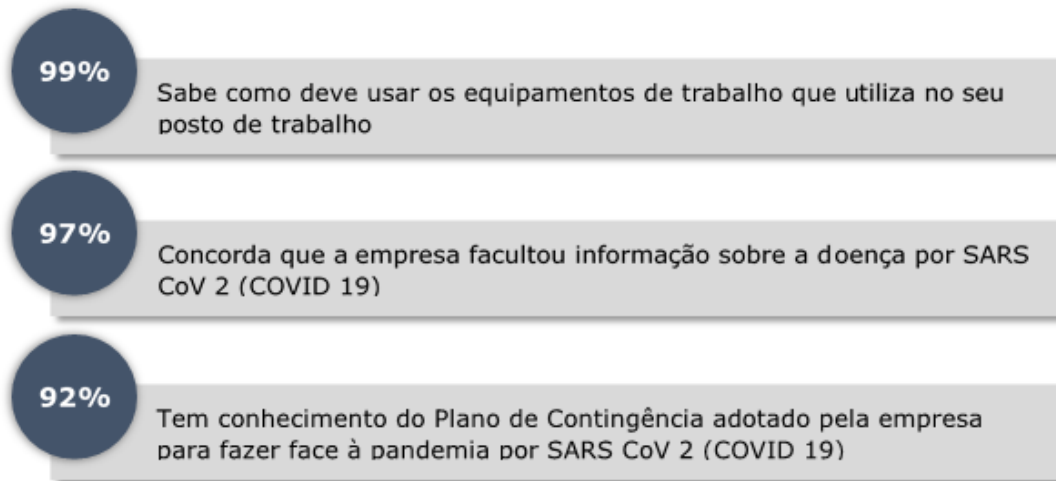 99%
Sabe como deve usar os equipamentos de trabalho que utiliza no seu
posto de trabalho
97%
Concorda que a empresa facultou informação sobre a doença por SARS
CoV 2 (COVID 19)
92%
Tem conhecimento do Plano de Contingência adotado pela empresa
para fazer face à pandemia por SARS CoV 2 (COVID 19)